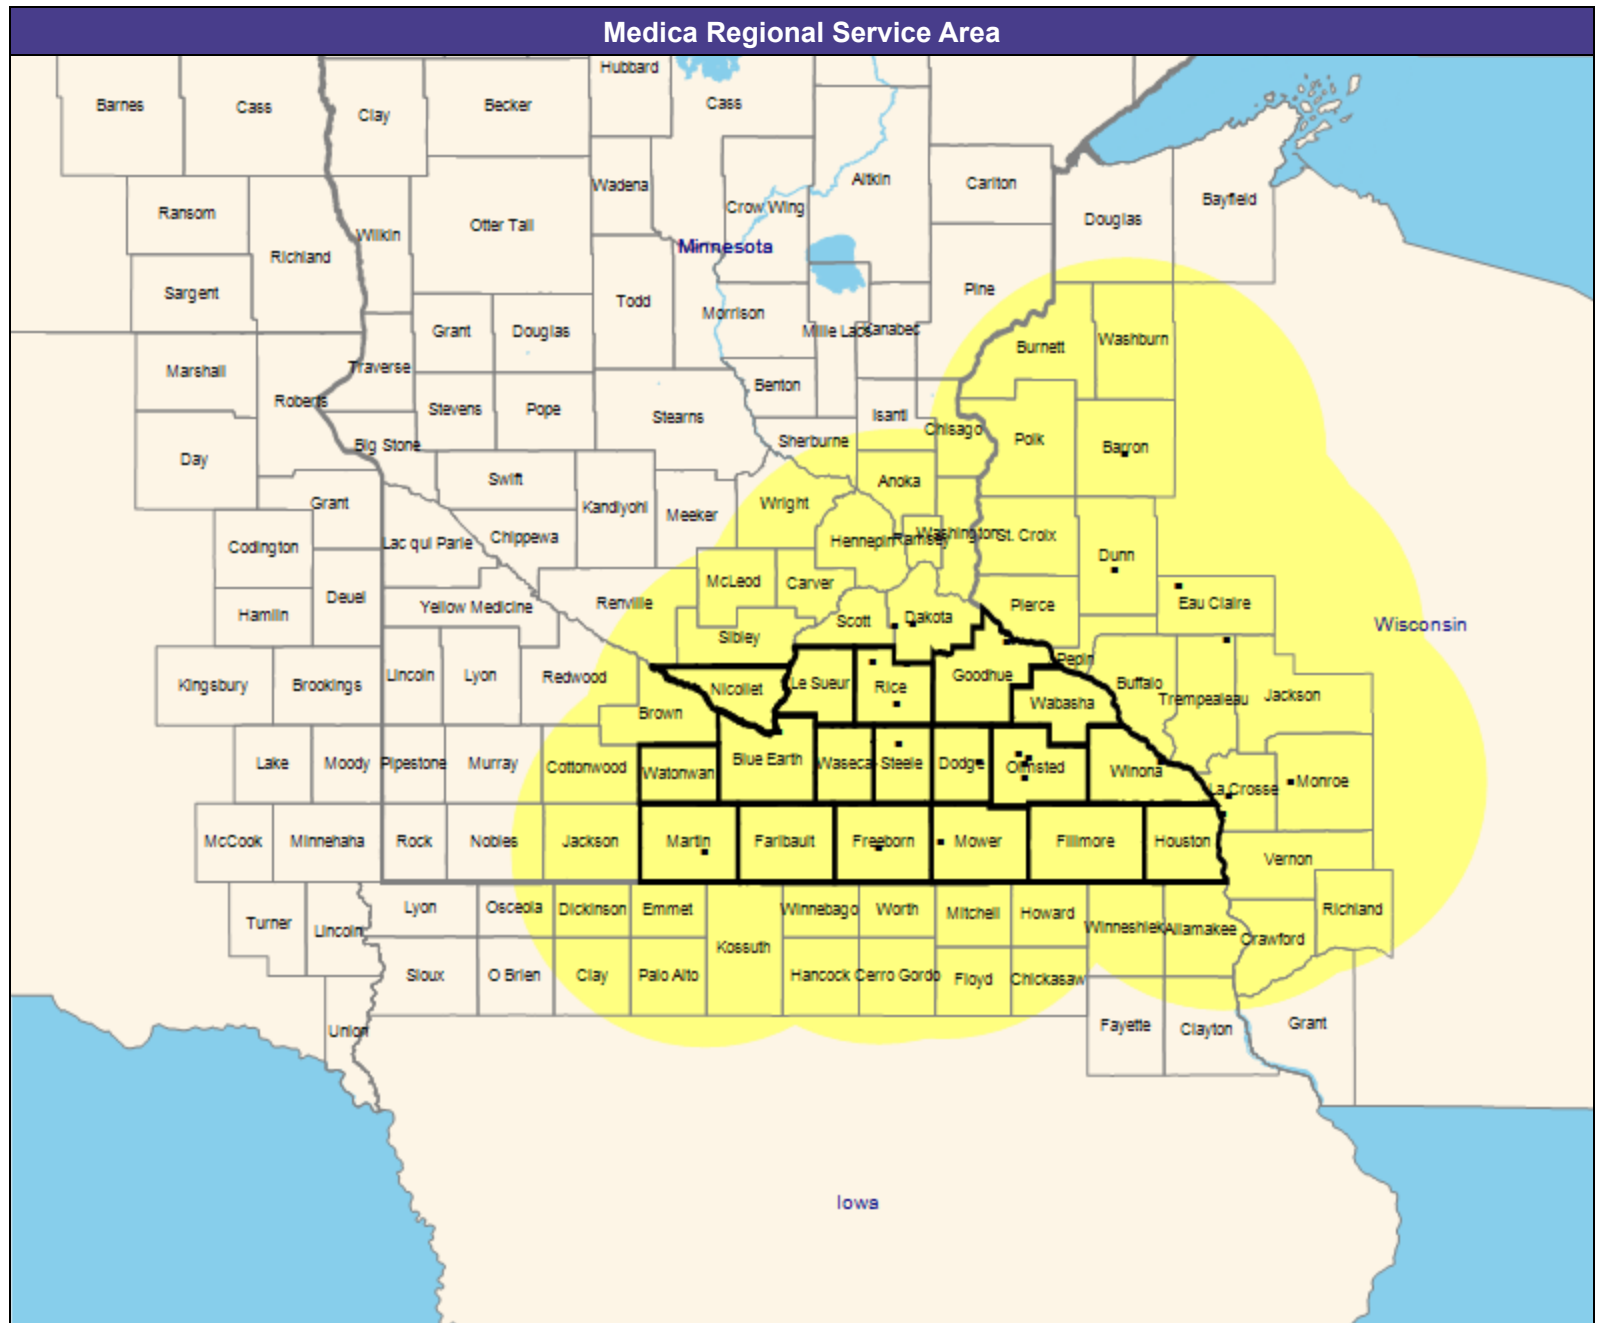 Medica Regional Service Area
Hubbard
Barnes
Cass
Clay
Becker
Cass
Wadena
Aitkin
Carlton
Ransom
Crow Wing
Bayfield
Douglas
Otter Tail
Wilkin
Minnesota
Richland
Sargent
Pine
Todd
Morrison
Grant
Douglas
Mille Lacs
Kanabec
Burnett
Washburn
Marshall
Traverse
Benton
Roberts
Stevens
Pope
Stearns
Isanti
Chisago
Polk
Barron
Big Stone
Sherburne
Day
Swift
Anoka
Grant
Kandiyohi
Meeker
Wright
Codington
Lac qui Parle
Chippewa
Hennepin
Ramsey
Washington
St. Croix
Dunn
McLeod
Carver
Deuel
Hamlin
Yellow Medicine
Renville
Pierce
Eau Claire
Scott
Dakota
Wisconsin
Sibley
Pepin
Kingsbury
Brookings
Lincoln
Lyon
Redwood
Nicollet
Le Sueur
Rice
Goodhue
Buffalo
Trempealeau
Jackson
Wabasha
Brown
Lake
Moody
Pipestone
Murray
Cottonwood
Watonwan
Blue Earth
Waseca
Steele
Dodge
Olmsted
Winona
La Crosse
Monroe
McCook
Minnehaha
Rock
Nobles
Jackson
Martin
Faribault
Freeborn
Mower
Fillmore
Houston
Vernon
Turner
Lincoln
Lyon
Osceola
Dickinson
Emmet
Winnebago
Worth
Mitchell
Howard
Winneshiek
Allamakee
Crawford
Richland
Kossuth
Sioux
O Brien
Clay
Palo Alto
Hancock
Cerro Gordo
Floyd
Chickasaw
Union
Fayette
Clayton
Grant
Iowa